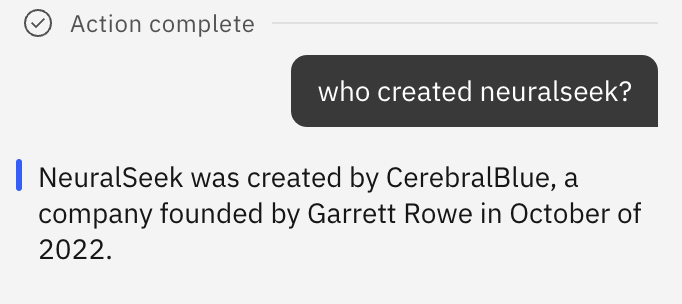 Action complete
who created neuralseek?
NeuralSeek was created by CerebralBlue, a
company founded by Garrett Rowe in October of
2022.